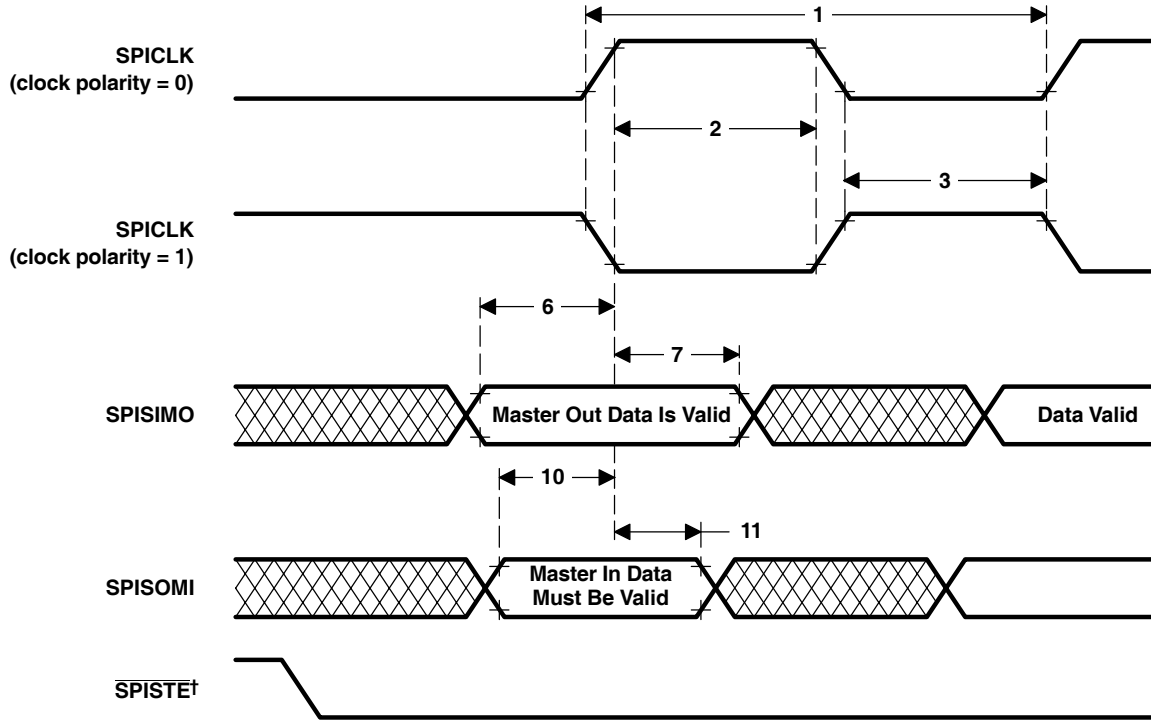 1
SPICLK
(clock polarity = 0)
2
3
SPICLK
(clock polarity = 1)
6
7
SPISIMO
Master Out Data Is Valid
Data Valid
10
11
SPISOMI
Master In Data
Must Be Valid
SPISTE†